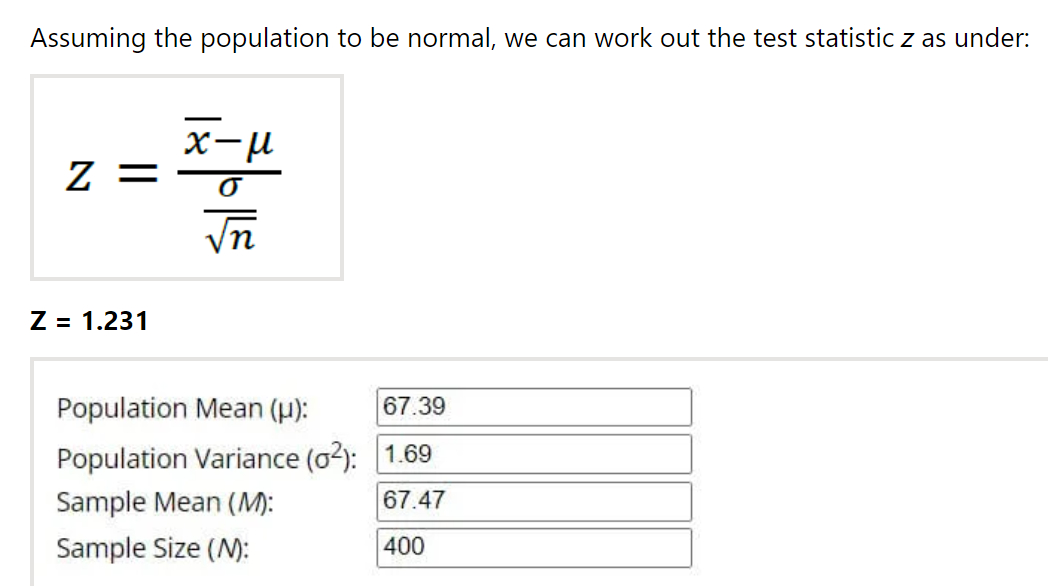 Assuming the population to be normal, we can work out the test statistic z as under:
z = (x̅−μ)/(σ/√n)
Z = 1.231
Population Mean (μ): 67.39
Population Variance (σ²): 1.69
Sample Mean (M): 67.47
Sample Size (N): 400